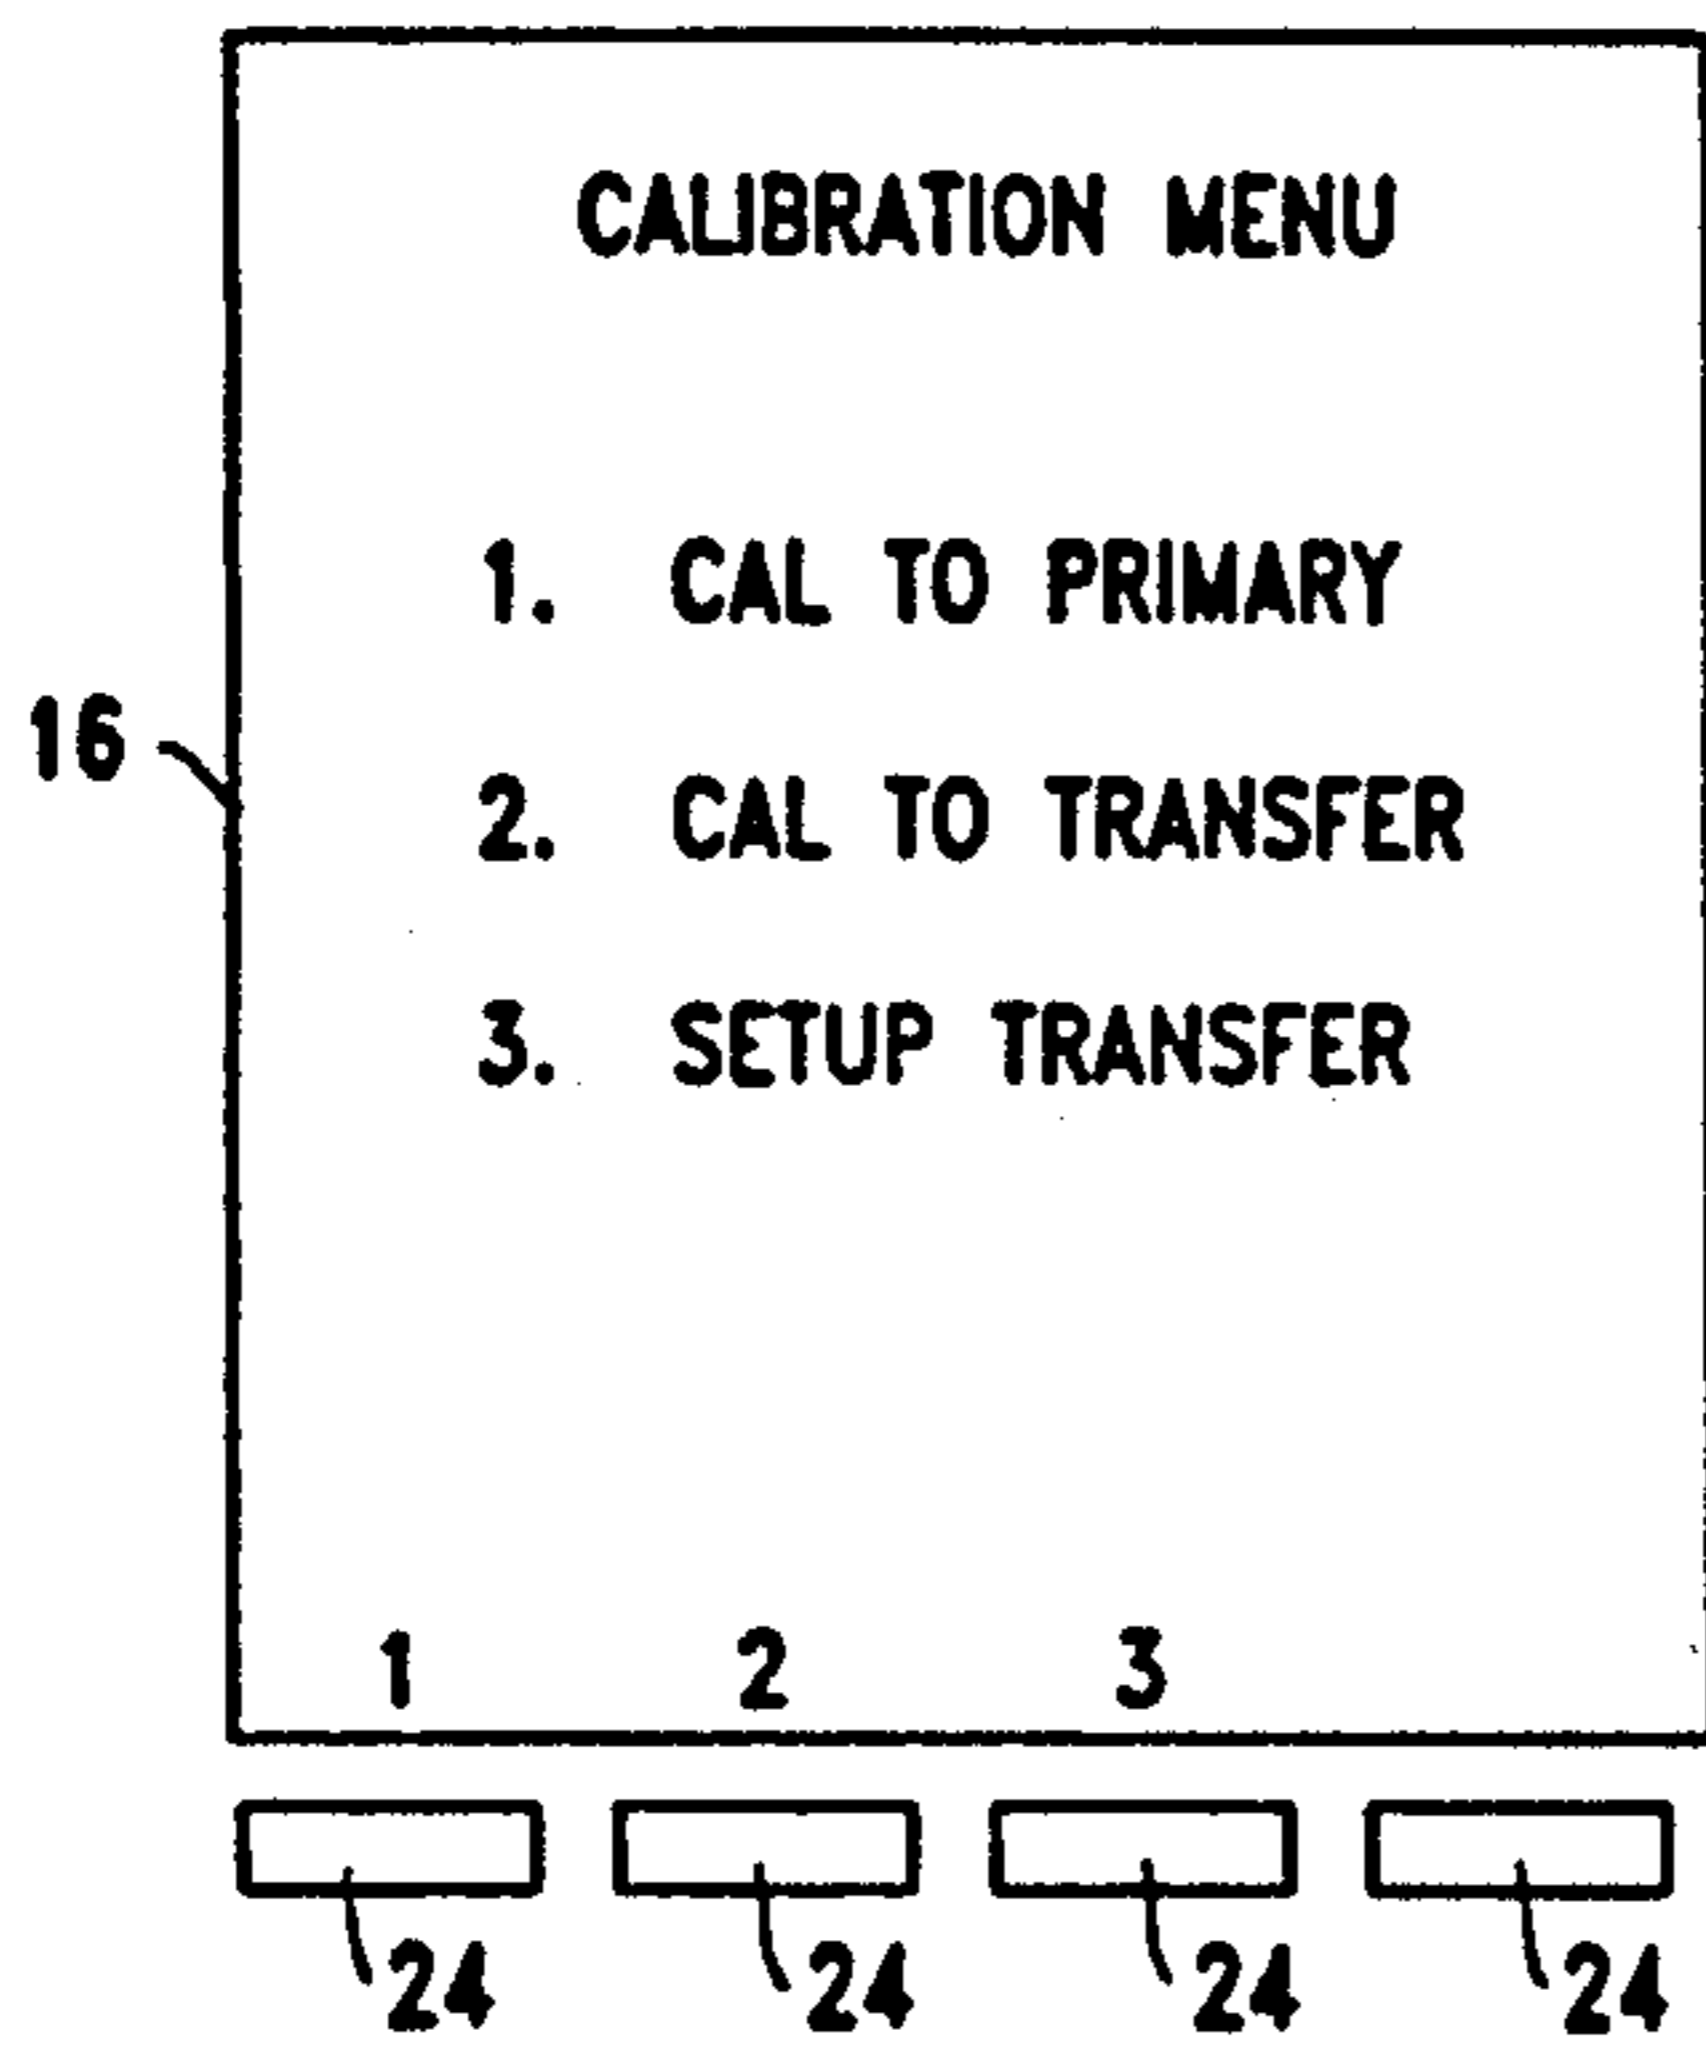 CALIBRATION MENU
1. CAL TO PRIMARY
16
2. CAL TO TRANSFER
3. SETUP TRANSFER
1 2 3
24 24 24 24